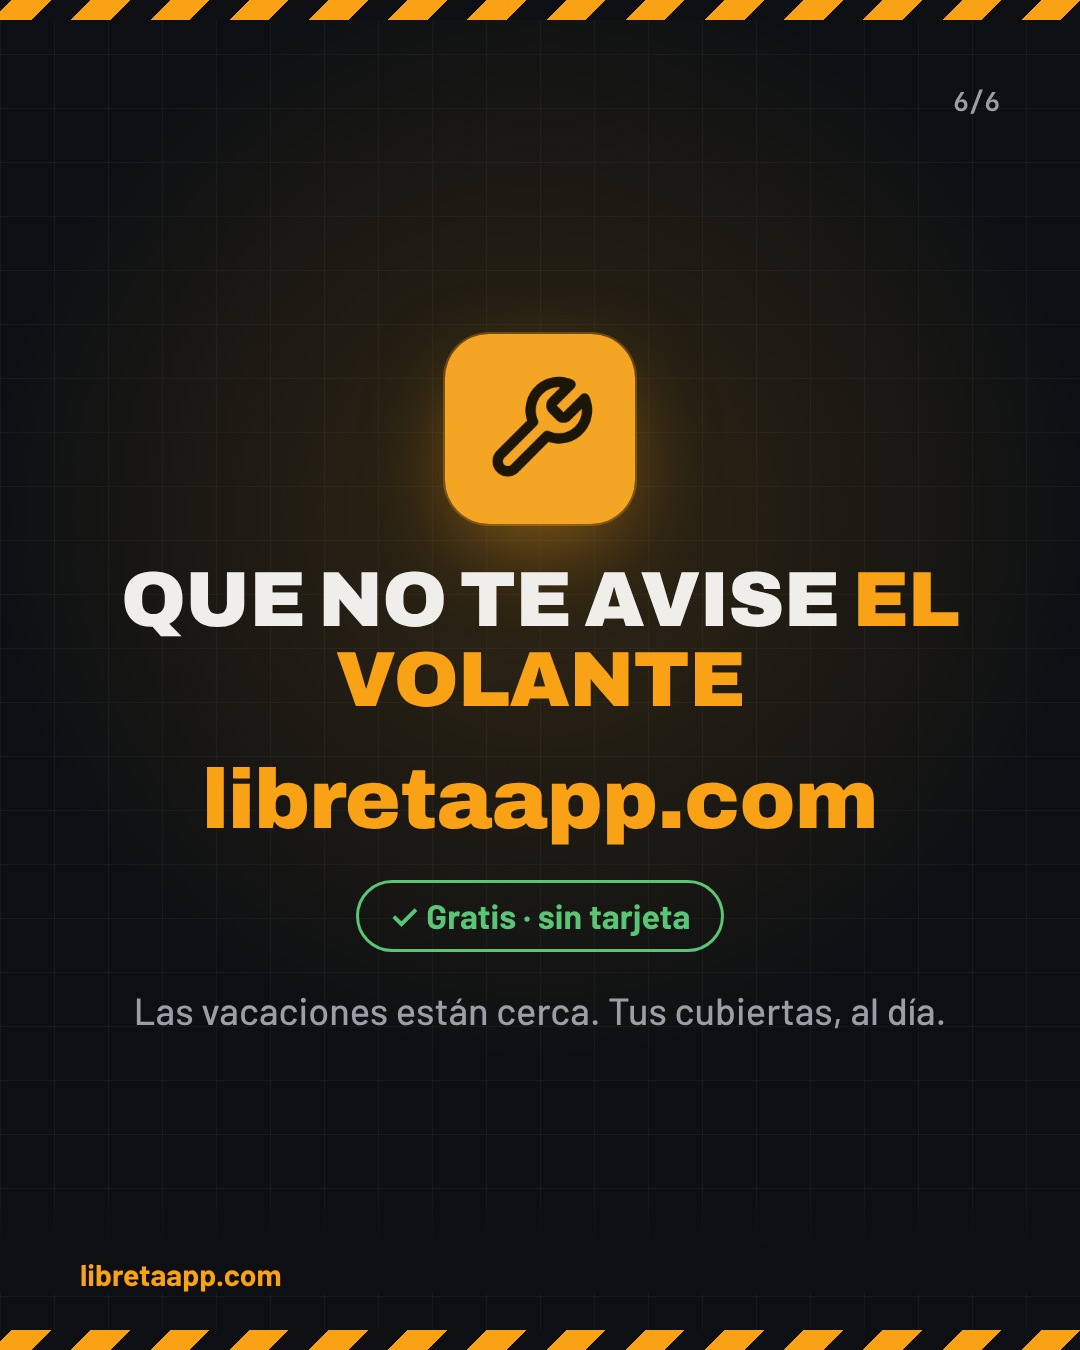 6/6
QUE NO TE AVISE EL
VOLANTE
libretaapp.com
✓ Gratis · sin tarjeta
Las vacaciones están cerca. Tus cubiertas, al día.
libretaapp.com